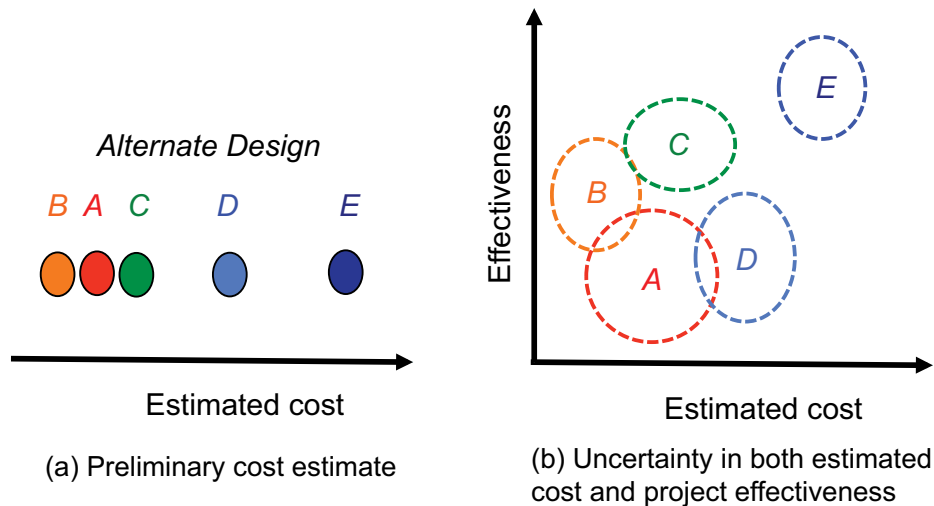 Alternate Design
B A C D E
Estimated cost
(a) Preliminary cost estimate
Effectiveness
E
C
B
D
A
Estimated cost
(b) Uncertainty in both estimated
cost and project effectiveness